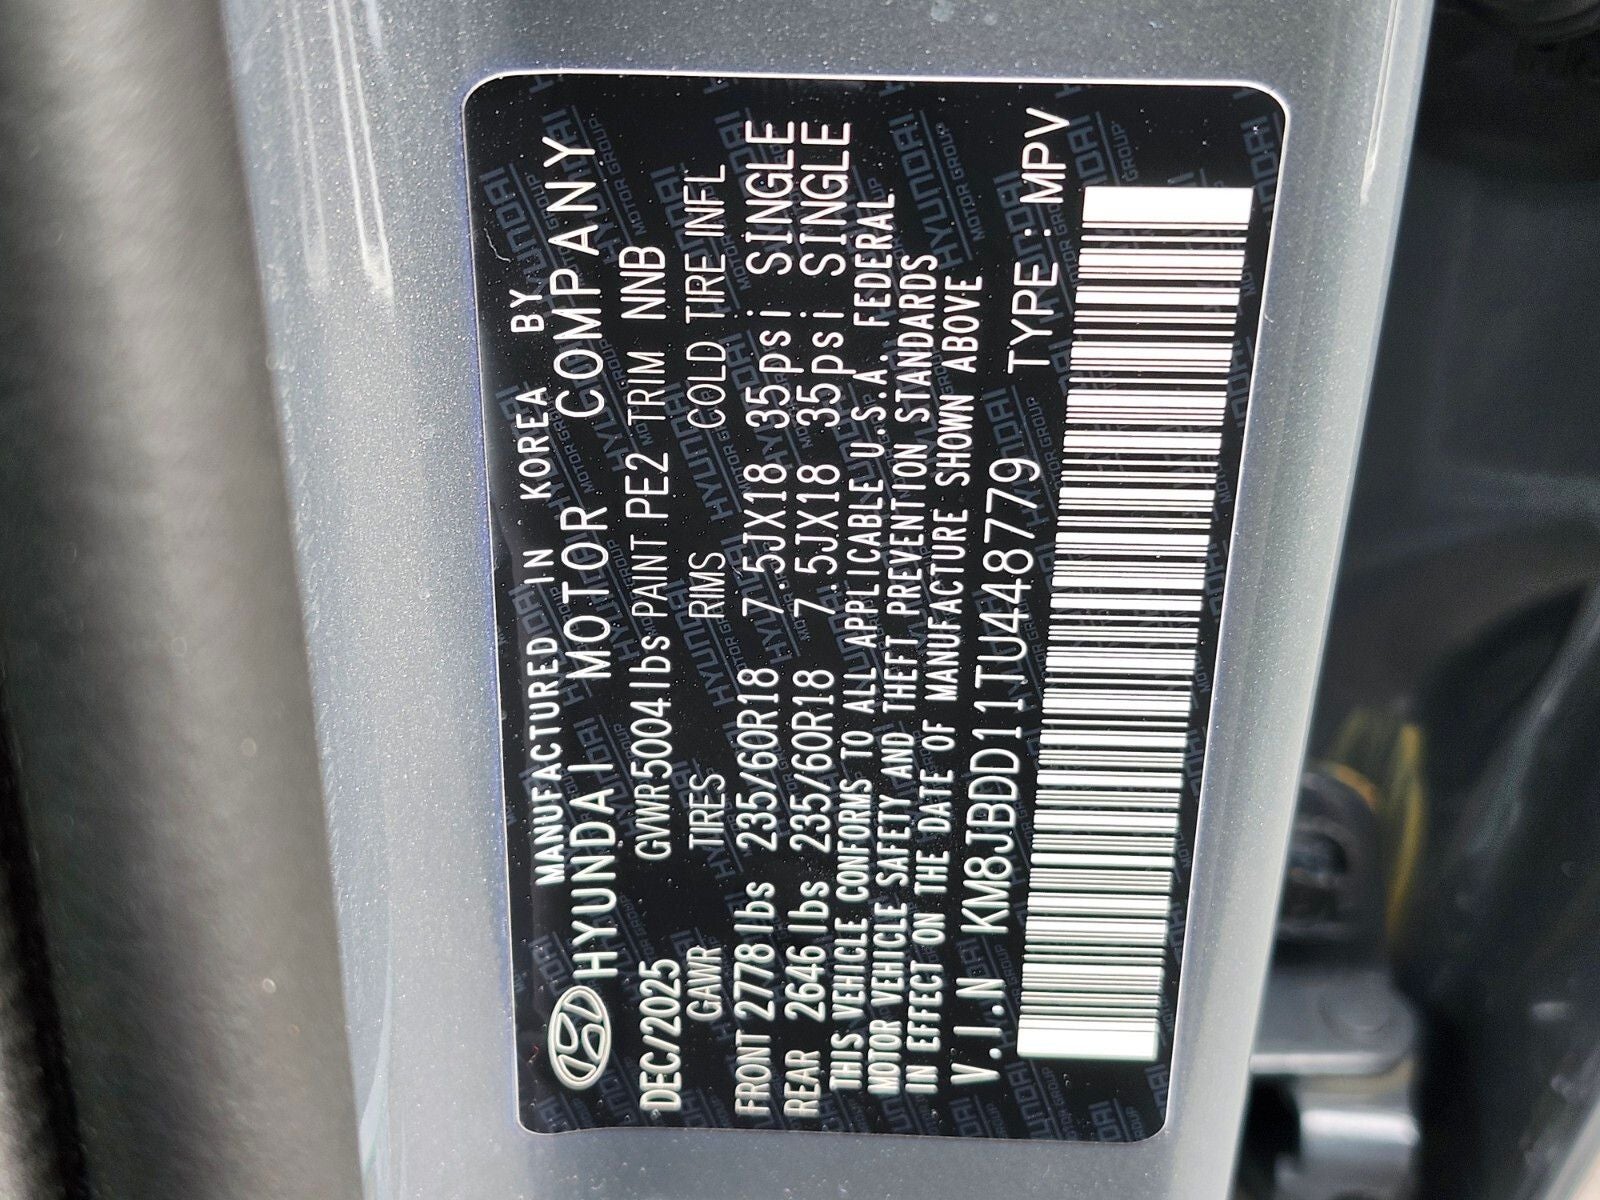 MANUFACTURED IN KOREA BY
HYUNDAI MOTOR COMPANY
DEC/2025 GVWR 5004lbs PAINT PE2 TRIM NNB
GAWR TIRES RIMS COLD TIRE INFL
FRONT 2778lbs 235/60R18 7.5JX18 35psi SINGLE
REAR 2646lbs 235/60R18 7.5JX18 35psi SINGLE
THIS VEHICLE CONFORMS TO ALL APPLICABLE U.S.A. FEDERAL
MOTOR VEHICLE SAFETY AND THEFT PREVENTION STANDARDS
IN EFFECT ON THE DATE OF MANUFACTURE SHOWN ABOVE
V.I.N KM8JBDD11TU448779 TYPE:MPV